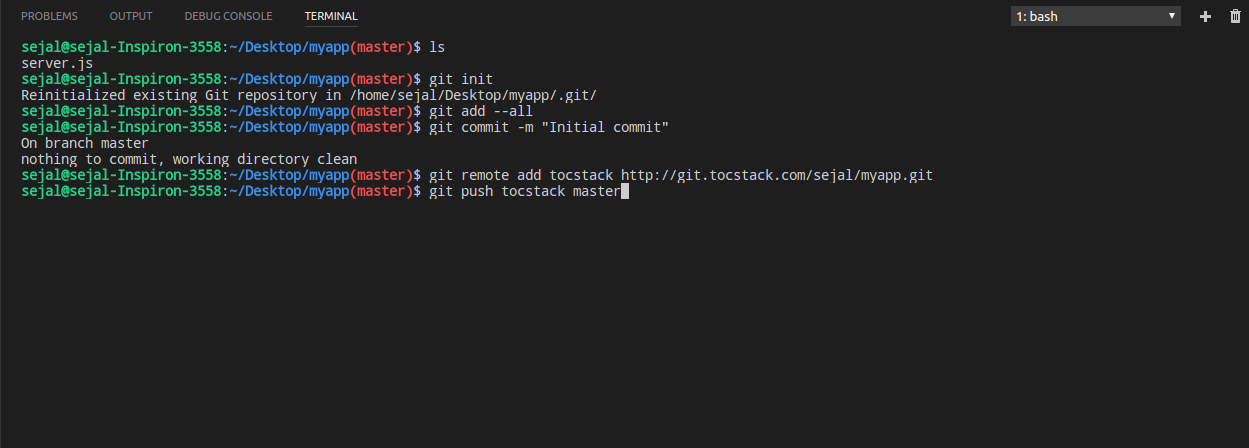 PROBLEMS OUTPUT DEBUG CONSOLE TERMINAL 1: bash
sejal@sejal-Inspiron-3558:~/Desktop/myapp(master)$ ls
server.js
sejal@sejal-Inspiron-3558:~/Desktop/myapp(master)$ git init
Reinitialized existing Git repository in /home/sejal/Desktop/myapp/.git/
sejal@sejal-Inspiron-3558:~/Desktop/myapp(master)$ git add --all
sejal@sejal-Inspiron-3558:~/Desktop/myapp(master)$ git commit -m "Initial commit"
On branch master
nothing to commit, working directory clean
sejal@sejal-Inspiron-3558:~/Desktop/myapp(master)$ git remote add tocstack http://git.tocstack.com/sejal/myapp.git
sejal@sejal-Inspiron-3558:~/Desktop/myapp(master)$ git push tocstack master